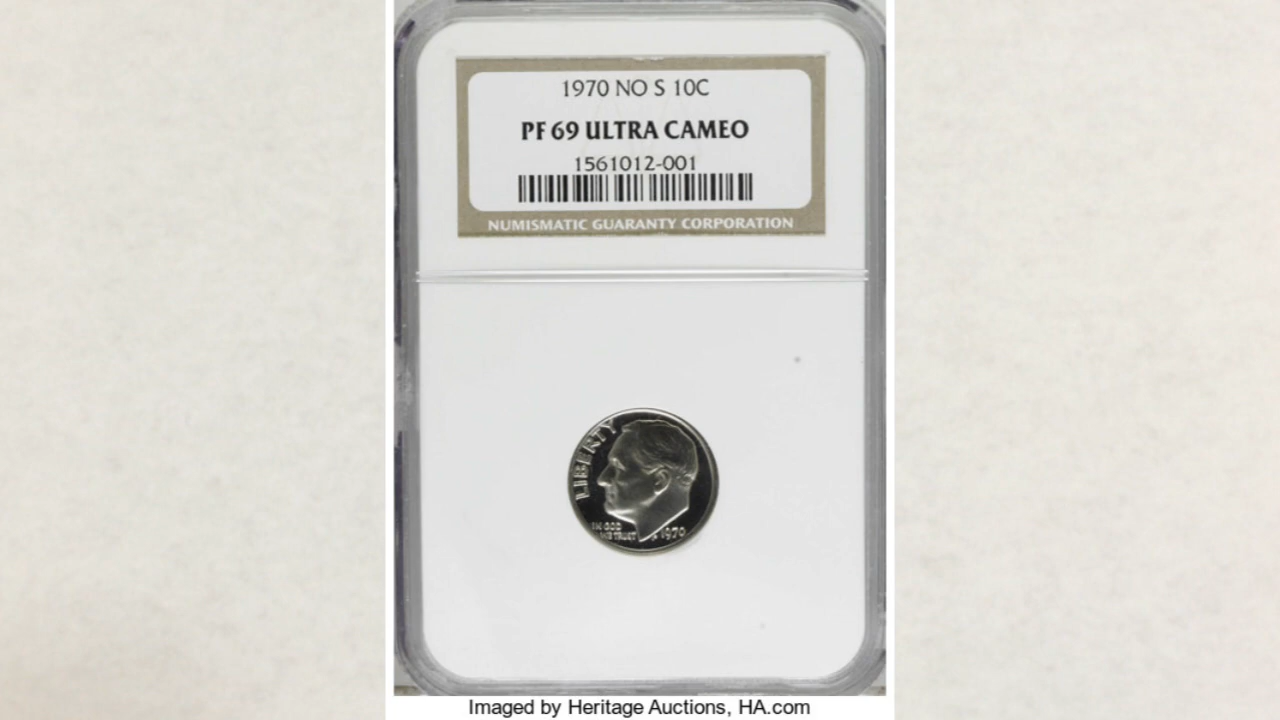 1970 NO S 10C
PF 69 ULTRA CAMEO
1561012-001
NUMISMATIC GUARANTY CORPORATION
LIBERTY
IN GOD
WE TRUST
1970
Imaged by Heritage Auctions, HA.com